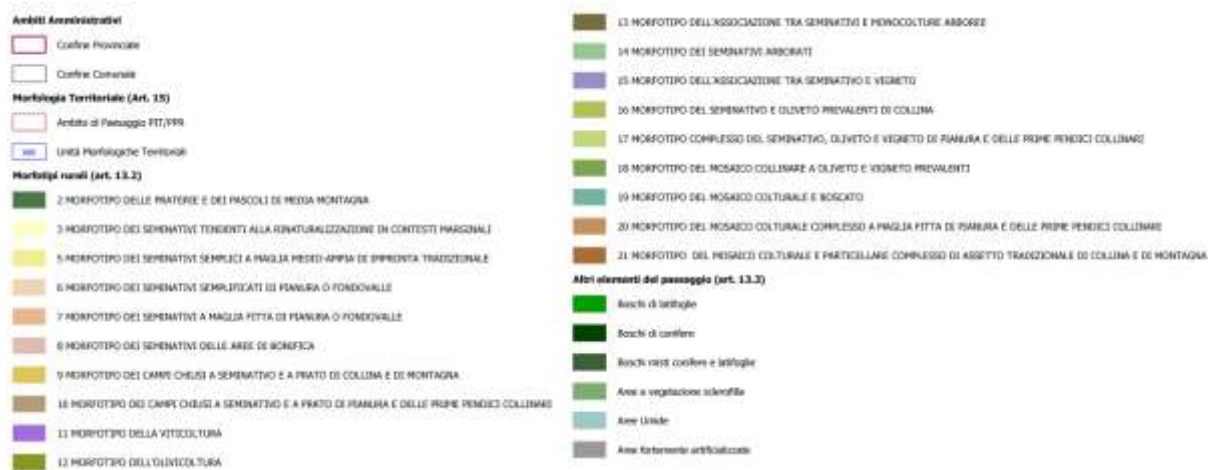 Ambiti Amministrativi
Confine Provinciale
Confine Comunale
Morfologia Territoriale (Art. 15)
Ambito di Paesaggio PIT/PPR
Unità Morfologiche Territoriali
Morfotipi rurali (art. 13.2)
2 MORFOTIPO DELLE PRATERIE E DEI PASCOLI DI MEDIA MONTAGNA
3 MORFOTIPO DEI SEMINATIVI TENDENTI ALLA RINATURALIZZAZIONE IN CONTESTI MARGINALI
5 MORFOTIPO DEI SEMINATIVI SEMPLICI A MAGLIA MEDIO-AMPIA DI IMPRONTA TRADIZIONALE
6 MORFOTIPO DEI SEMINATIVI SEMPLIFICATI DI PIANURA O FONDOVALLE
7 MORFOTIPO DEI SEMINATIVI A MAGLIA FITTA DI PIANURA O FONDOVALLE
8 MORFOTIPO DEI SEMINATIVI DELLE AREE DI BONIFICA
9 MORFOTIPO DEI CAMPI CHIUSI A SEMINATIVO E A PRATO DI COLLINA E DI MONTAGNA
10 MORFOTIPO DEI CAMPI CHIUSI A SEMINATIVO E A PRATO DI PIANURA E DELLE PRIME PENDICI COLLINARI
11 MORFOTIPO DELLA VITICOLTURA
12 MORFOTIPO DELL'OLIVICOLTURA
13 MORFOTIPO DELL'ASSOCIAZIONE TRA SEMINATIVI E MONOCOLTURE ARBOREE
14 MORFOTIPO DEI SEMINATIVI ARBORATI
15 MORFOTIPO DELL'ASSOCIAZIONE TRA SEMINATIVO E VIGNETO
16 MORFOTIPO DEL SEMINATIVO E OLIVETO PREVALENTI DI COLLINA
17 MORFOTIPO COMPLESSO DEL SEMINATIVO, OLIVETO E VIGNETO DI PIANURA E DELLE PRIME PENDICI COLLINARI
18 MORFOTIPO DEL MOSAICO COLLINARE A OLIVETO E VIGNETO PREVALENTI
19 MORFOTIPO DEL MOSAICO COLTURALE E BOSCATO
20 MORFOTIPO DEL MOSAICO COLTURALE COMPLESSO A MAGLIA FITTA DI PIANURA E DELLE PRIME PENDICI COLLINARI
21 MORFOTIPO DEL MOSAICO COLTURALE E PARTICELLARE COMPLESSO DI ASSETTO TRADIZIONALE DI COLLINA E DI MONTAGNA
Altri elementi del paesaggio (art. 13.3)
Boschi di latifoglie
Boschi di conifere
Boschi misti conifere e latifoglie
Aree a vegetazione sclerofilla
Aree Umide
Aree fortemente artificializzate